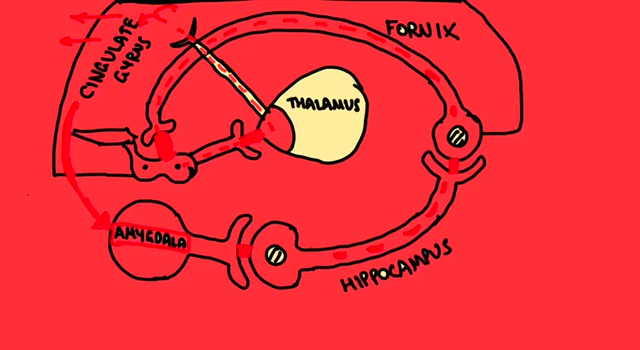 CINGULATE
GYRUS
FORNIX
THALAMUS
AMYGDALA
HIPPOCAMPUS